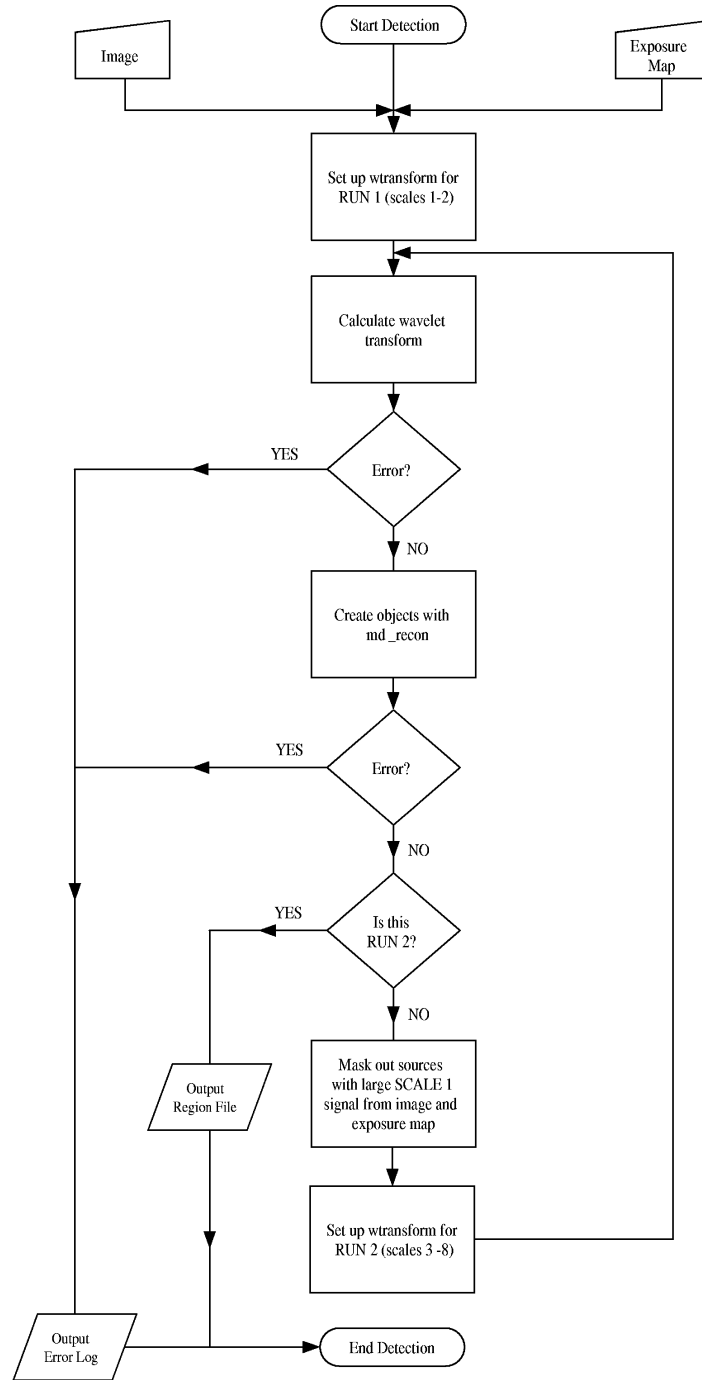 Start Detection
Image
Exposure
Map
Set up wtransform for
RUN 1 (scales 1-2)
Calculate wavelet
transform
YES
Error?
NO
Create objects with
md_recon
YES
Error?
NO
YES
Is this
RUN 2?
NO
Mask out sources
with large SCALE 1
signal from image and
exposure map
Output
Region File
Set up wtransform for
RUN 2 (scales 3 -8)
Output
Error Log
End Detection